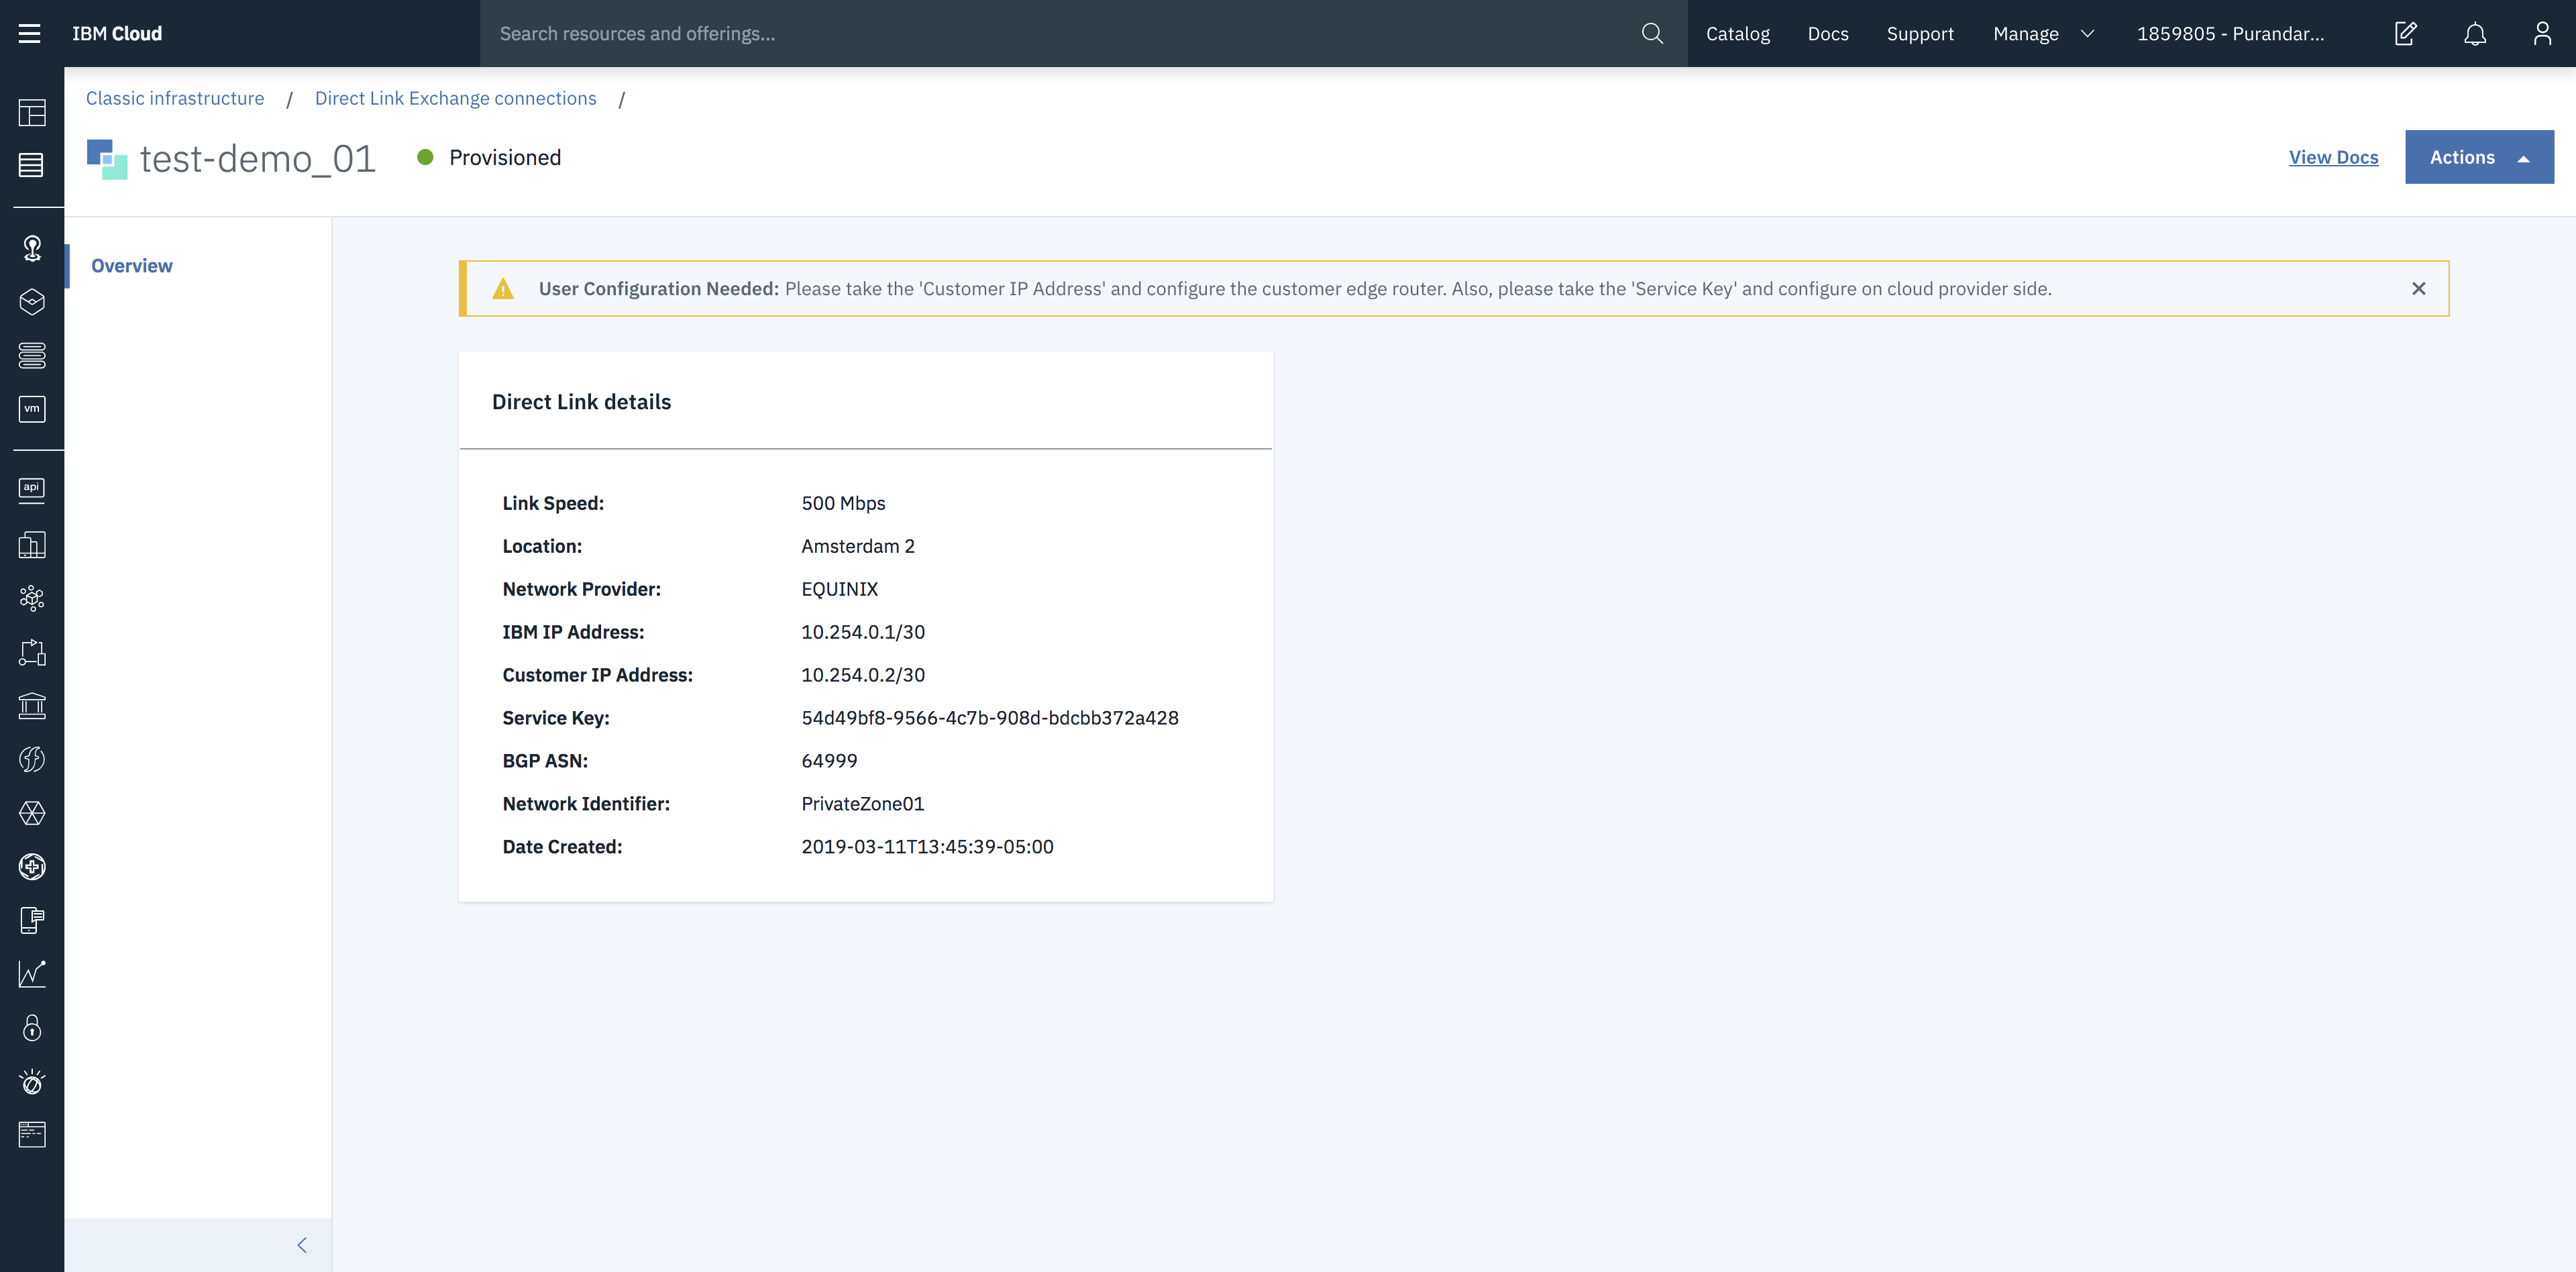 IBM Cloud
Search resources and offerings...
Catalog
Docs
Support
Manage
1859805 - Purandar...
Classic infrastructure / Direct Link Exchange connections /
test-demo_01
Provisioned
View Docs
Actions
Overview
User Configuration Needed: Please take the 'Customer IP Address' and configure the customer edge router. Also, please take the 'Service Key' and configure on cloud provider side.
vm
api
Direct Link details
Link Speed: 500 Mbps
Location: Amsterdam 2
Network Provider: EQUINIX
IBM IP Address: 10.254.0.1/30
Customer IP Address: 10.254.0.2/30
Service Key: 54d49bf8-9566-4c7b-908d-bdcbb372a428
BGP ASN: 64999
Network Identifier: PrivateZone01
Date Created: 2019-03-11T13:45:39-05:00